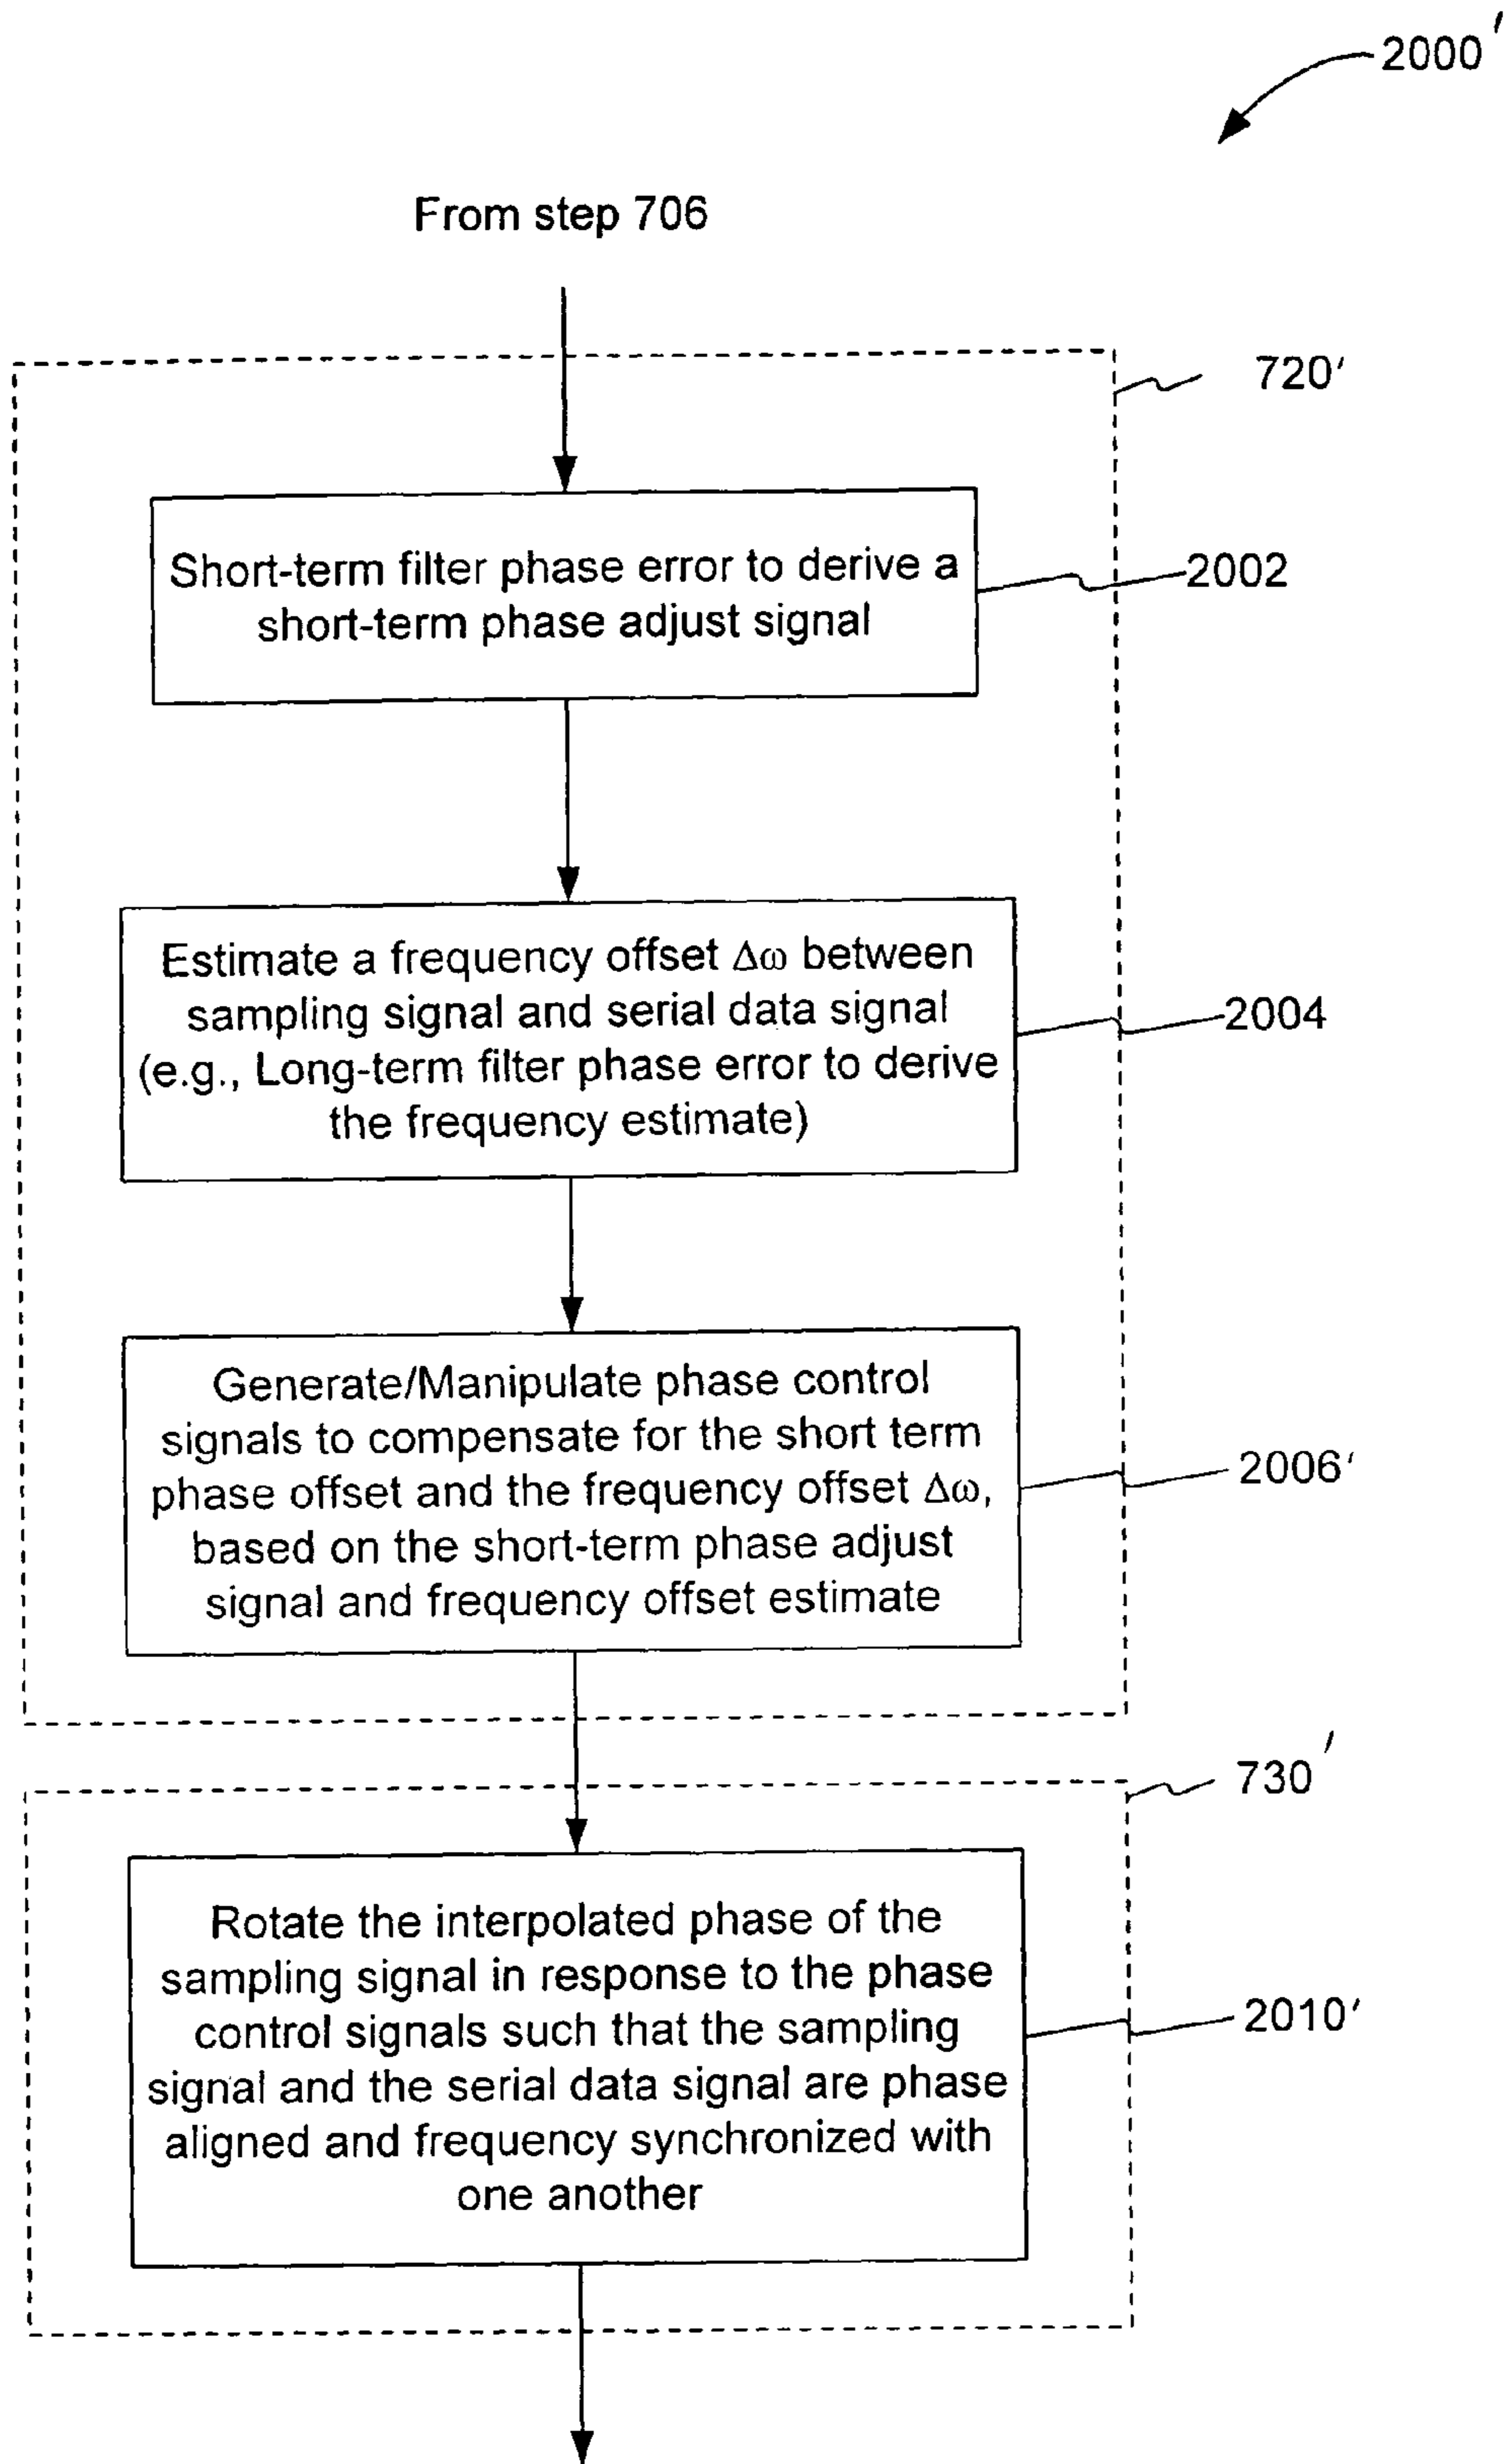 2000'
From step 706
720'
Short-term filter phase error to derive a
short-term phase adjust signal
2002
Estimate a frequency offset Δω between
sampling signal and serial data signal
(e.g., Long-term filter phase error to derive
the frequency estimate)
2004
Generate/Manipulate phase control
signals to compensate for the short term
phase offset and the frequency offset Δω,
based on the short-term phase adjust
signal and frequency offset estimate
2006'
730'
Rotate the interpolated phase of the
sampling signal in response to the phase
control signals such that the sampling
signal and the serial data signal are phase
aligned and frequency synchronized with
one another
2010'